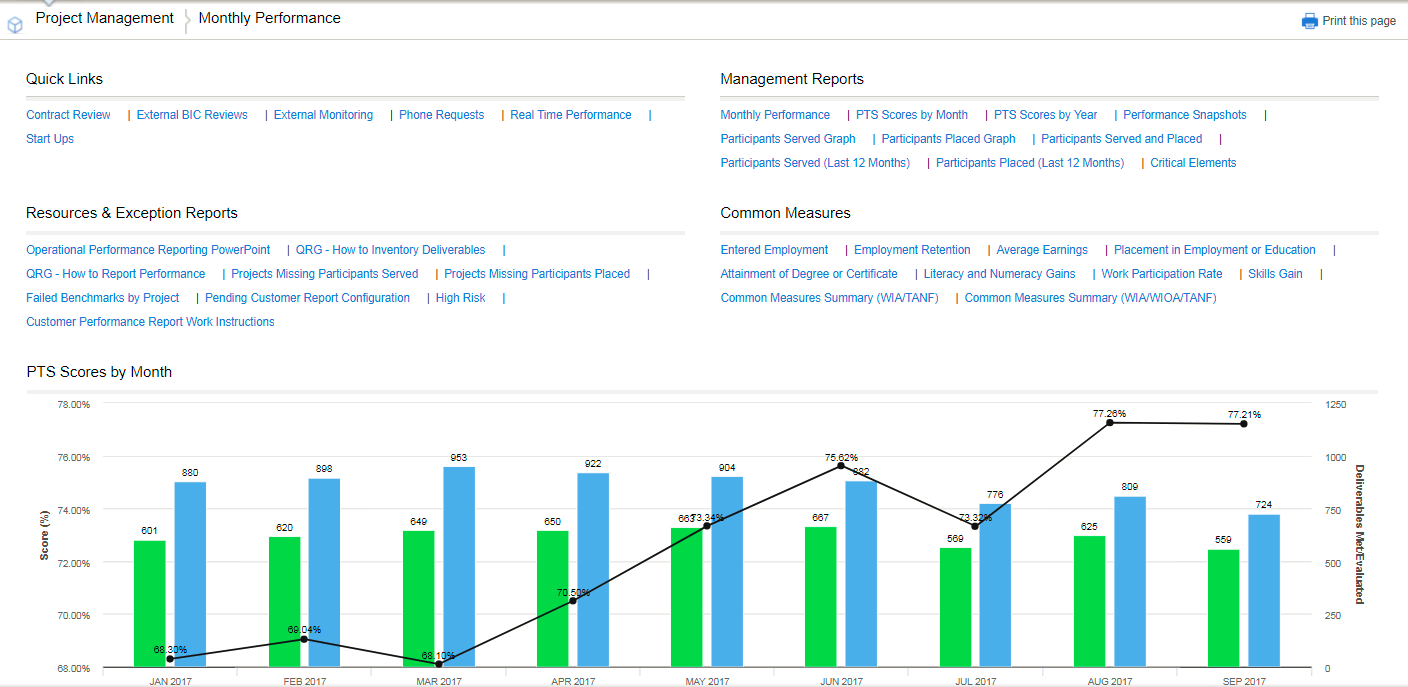 Project Management Monthly Performance
Print this page
Quick Links
Contract Review | External BIC Reviews | External Monitoring | Phone Requests | Real Time Performance |
Start Ups
Management Reports
Monthly Performance | PTS Scores by Month | PTS Scores by Year | Performance Snapshots |
Participants Served Graph | Participants Placed Graph | Participants Served and Placed |
Participants Served (Last 12 Months) | Participants Placed (Last 12 Months) | Critical Elements
Resources & Exception Reports
Operational Performance Reporting PowerPoint | QRG - How to Inventory Deliverables |
QRG - How to Report Performance | Projects Missing Participants Served | Projects Missing Participants Placed |
Failed Benchmarks by Project | Pending Customer Report Configuration | High Risk |
Customer Performance Report Work Instructions
Common Measures
Entered Employment | Employment Retention | Average Earnings | Placement in Employment or Education |
Attainment of Degree or Certificate | Literacy and Numeracy Gains | Work Participation Rate | Skills Gain |
Common Measures Summary (WIA/TANF) | Common Measures Summary (WIA/WIOA/TANF)
PTS Scores by Month
Score (%)
78.00%
76.00%
74.00%
72.00%
70.00%
68.00%
601 880 68.30%
620 898 69.04%
649 953 68.10%
650 922 70.50%
663 904 73.34%
667 882 75.62%
569 776 73.32%
625 809 77.26%
559 724 77.21%
1250
1000
750
500
250
0
Deliverables Met/Evaluated
JAN 2017 FEB 2017 MAR 2017 APR 2017 MAY 2017 JUN 2017 JUL 2017 AUG 2017 SEP 2017